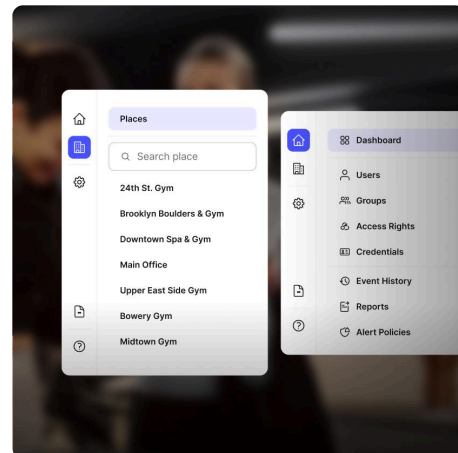 Places
Search place
24th St. Gym
Brooklyn Boulders & Gym
Downtown Spa & Gym
Main Office
Upper East Side Gym
Bowery Gym
Midtown Gym
Dashboard
Users
Groups
Access Rights
Credentials
Event History
Reports
Alert Policies